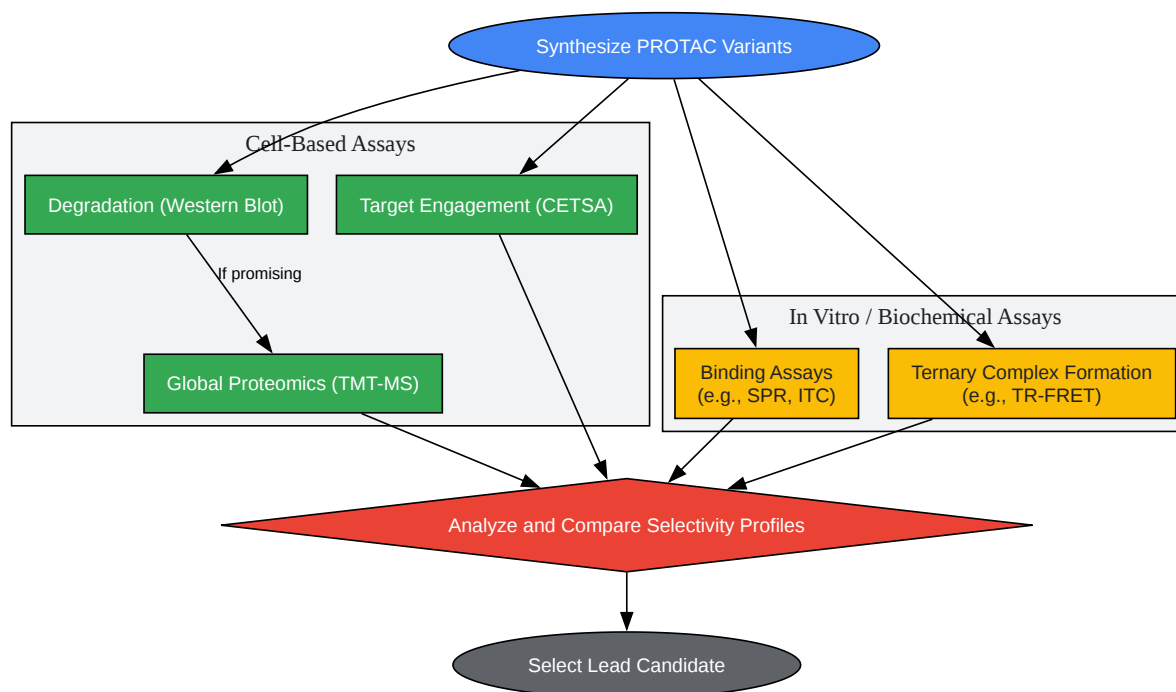 Synthesize PROTAC Variants
Cell-Based Assays
Degradation (Western Blot)
Target Engagement (CETSA)
If promising
In Vitro / Biochemical Assays
Global Proteomics (TMT-MS)
Binding Assays
(e.g., SPR, ITC)
Ternary Complex Formation
(e.g., TR-FRET)
Analyze and Compare Selectivity Profiles
Select Lead Candidate